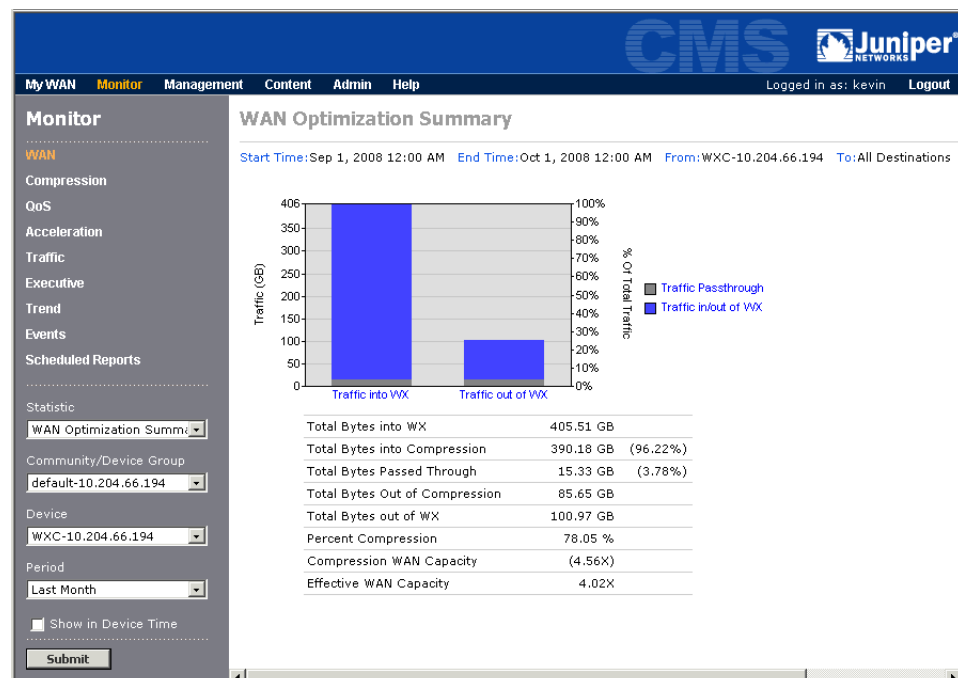 CMS
Juniper®
NETWORKS
My WAN Monitor Management Content Admin Help Logged in as: kevin Logout
Monitor
WAN
Compression
QoS
Acceleration
Traffic
Executive
Trend
Events
Scheduled Reports
Statistic
WAN Optimization Summa
Community/Device Group
default-10.204.66.194
Device
WXC-10.204.66.194
Period
Last Month
Show in Device Time
Submit
WAN Optimization Summary
Start Time:Sep 1, 2008 12:00 AM End Time:Oct 1, 2008 12:00 AM From:WXC-10.204.66.194 To:All Destinations
Traffic (GB)
406
350
300
250
200
150
100
50
0
100%
90%
80%
70%
60%
50%
40%
30%
20%
10%
0%
% Of Total Traffic
Traffic into WX Traffic out of WX
Traffic Passthrough
Traffic in/out of WX
Total Bytes into WX 405.51 GB
Total Bytes into Compression 390.18 GB (96.22%)
Total Bytes Passed Through 15.33 GB (3.78%)
Total Bytes Out of Compression 85.65 GB
Total Bytes out of WX 100.97 GB
Percent Compression 78.05 %
Compression WAN Capacity (4.56X)
Effective WAN Capacity 4.02X